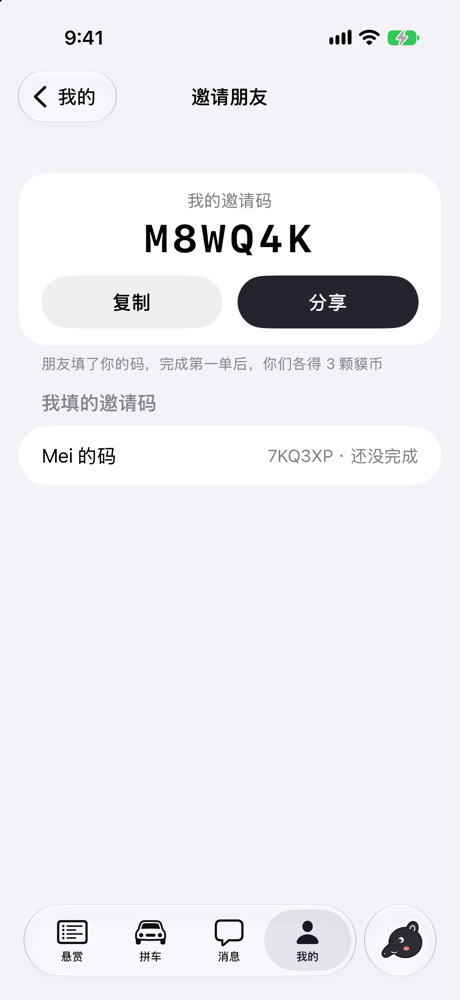 9:41
我的
邀请朋友
我的邀请码
M8WQ4K
复制
分享
朋友填了你的码，完成第一单后，你们各得 3 颗貘币
我填的邀请码
Mei 的码
7KQ3XP · 还没完成
悬赏
拼车
消息
我的